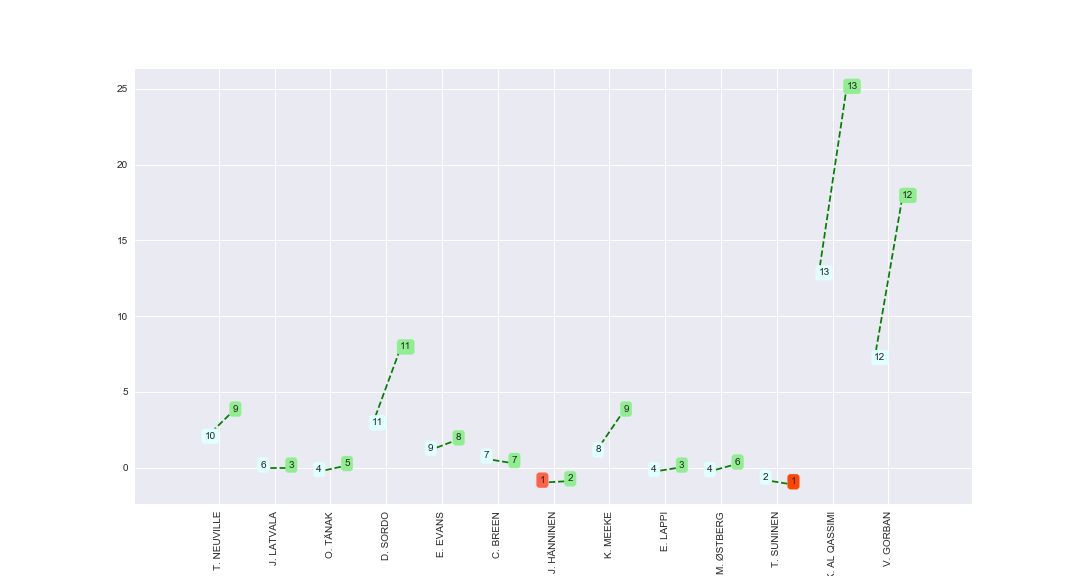 25
20
15
10
5
0
10
9
6
3
4
5
11
11
9
8
7
7
1
2
8
9
4
3
4
6
2
1
13
13
12
12
T. NEUVILLE
J. LATVALA
O. TÄNAK
D. SORDO
E. EVANS
C. BREEN
J. HÄNNINEN
K. MEEKE
E. LAPPI
M. ØSTBERG
T. SUNINEN
AL QASSIMI
V. GORBAN